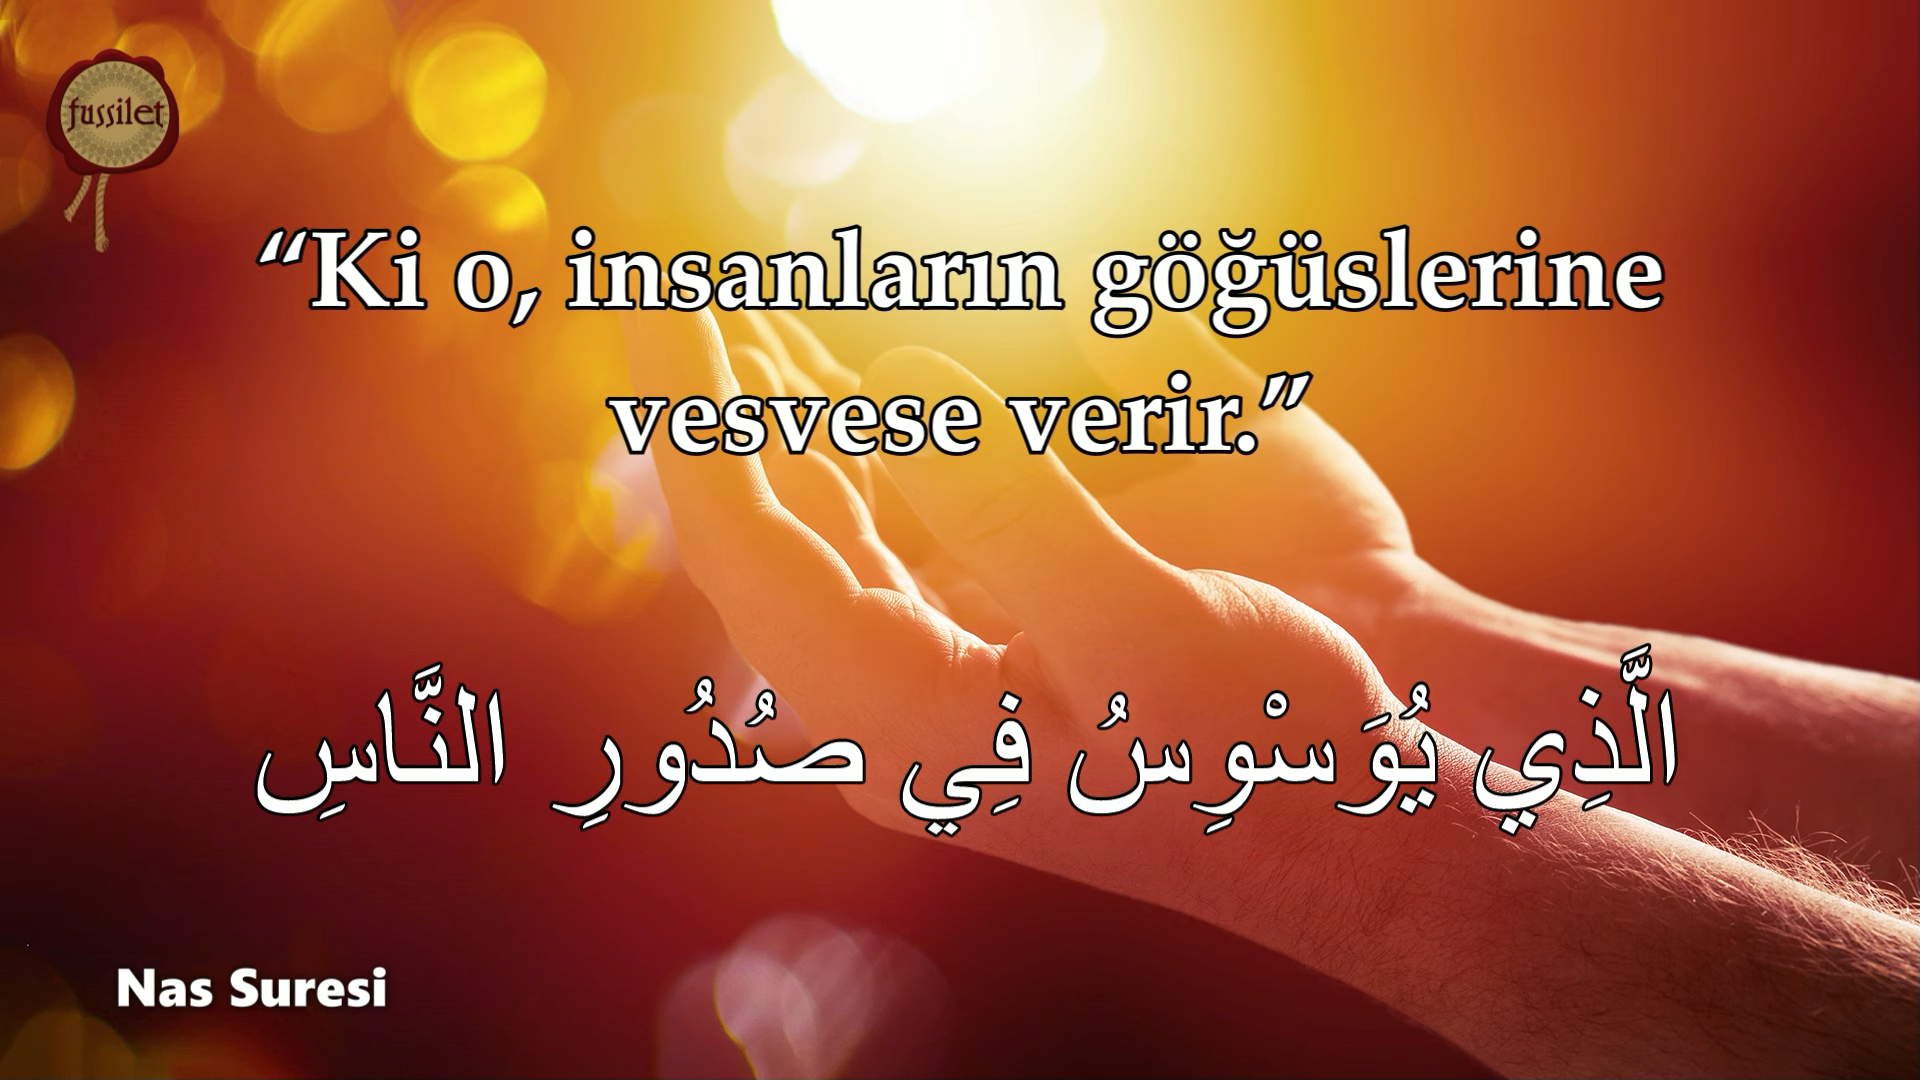 fussilet
“Ki o, insanların göğüslerine
vesvese verir.”
الَّذِي يُوَسْوِسُ فِي صُدُورِ النَّاسِ
Nas Suresi